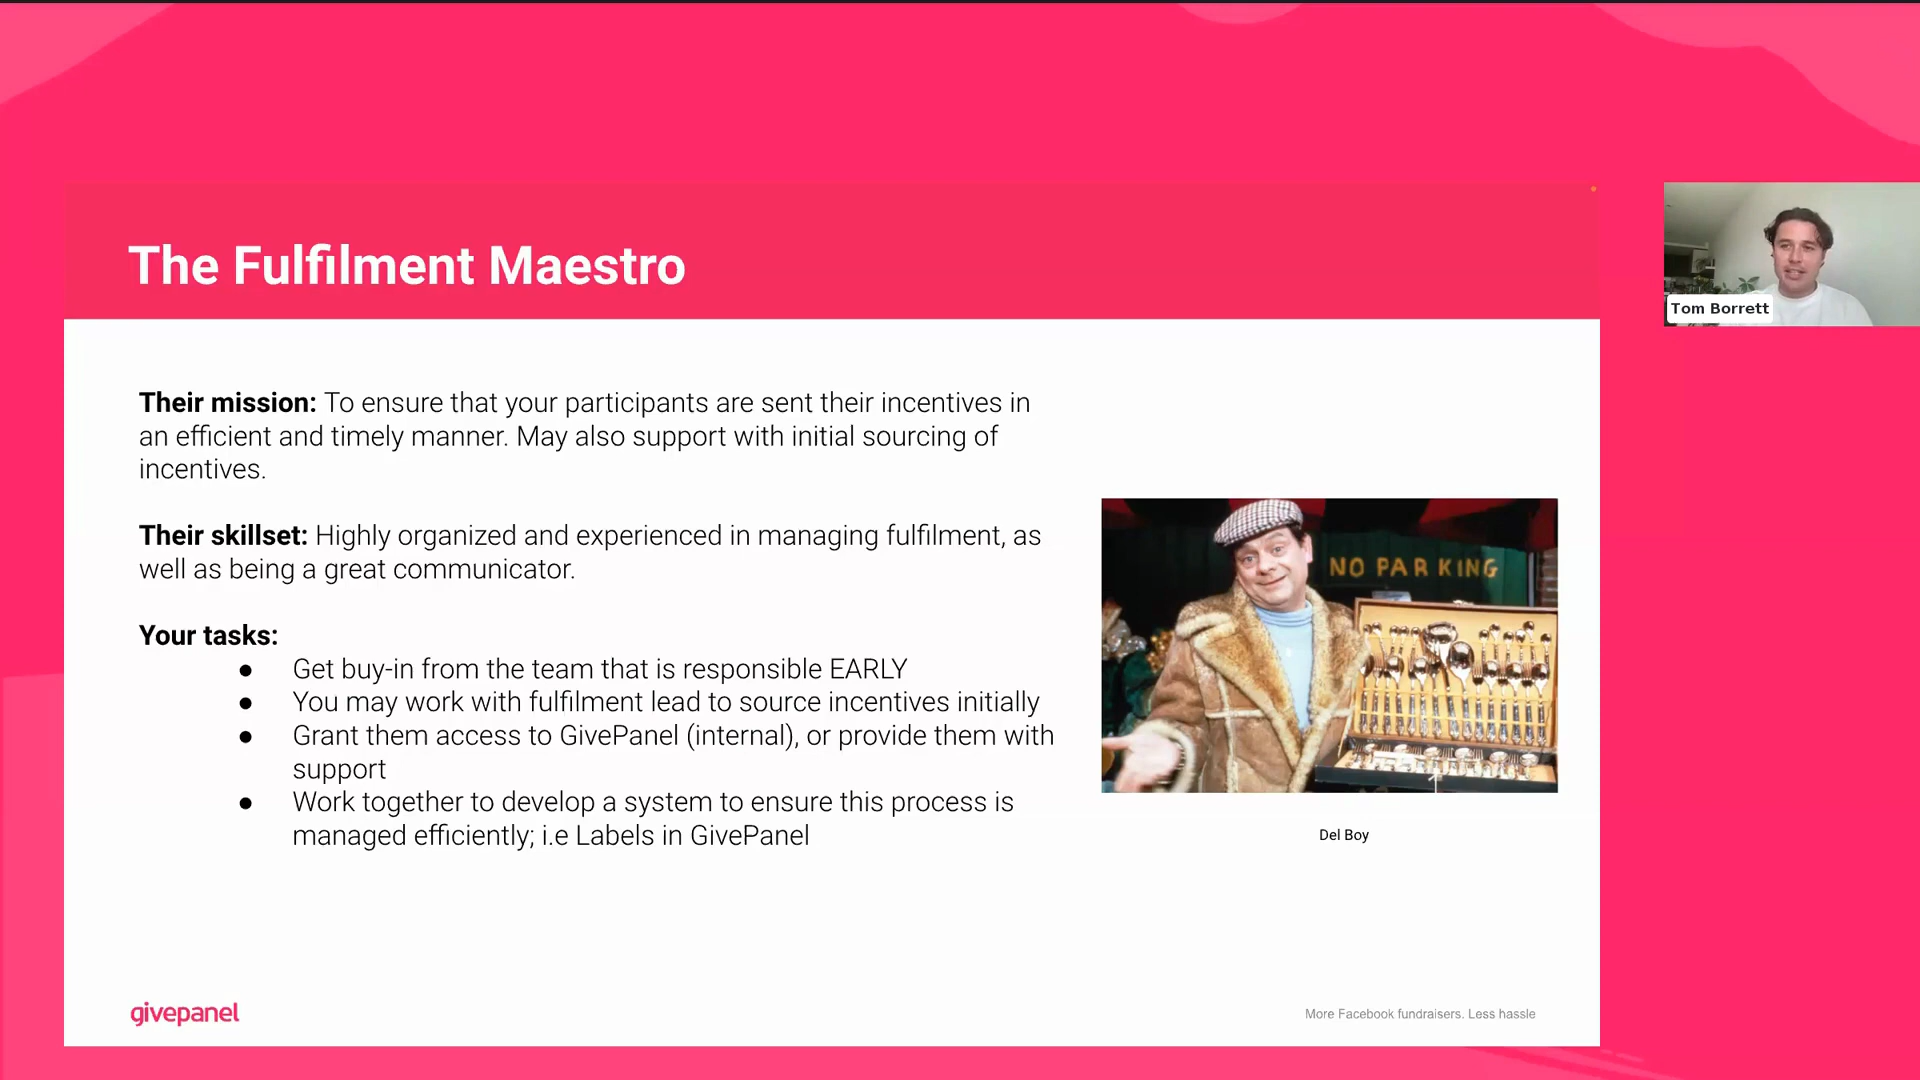 The Fulfilment Maestro
Tom Borrett
Their mission: To ensure that your participants are sent their incentives in
an efficient and timely manner. May also support with initial sourcing of
incentives.
Their skillset: Highly organized and experienced in managing fulfilment, as
well as being a great communicator.
Your tasks:
● Get buy-in from the team that is responsible EARLY
● You may work with fulfilment lead to source incentives initially
● Grant them access to GivePanel (internal), or provide them with
support
● Work together to develop a system to ensure this process is
managed efficiently; i.e Labels in GivePanel
NO PARKING
Del Boy
givepanel
More Facebook fundraisers. Less hassle